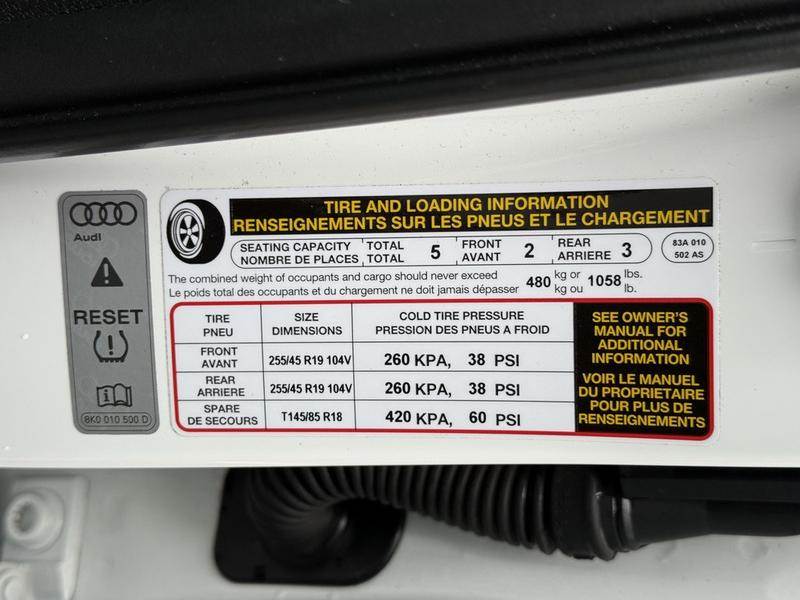 Audi
RESET
8K0 010 500 D
TIRE AND LOADING INFORMATION
RENSEIGNEMENTS SUR LES PNEUS ET LE CHARGEMENT
SEATING CAPACITY TOTAL 5 FRONT 2 REAR 3
NOMBRE DE PLACES TOTAL AVANT ARRIERE
83A 010
502 AS
The combined weight of occupants and cargo should never exceed 480 kg or 1058 lbs.
Le poids total des occupants et du chargement ne doit jamais dépasser kg ou lb.
TIRE SIZE COLD TIRE PRESSURE
PNEU DIMENSIONS PRESSION DES PNEUS A FROID
FRONT
AVANT 255/45 R19 104V 260 KPA, 38 PSI
REAR
ARRIERE 255/45 R19 104V 260 KPA, 38 PSI
SPARE
DE SECOURS T145/85 R18 420 KPA, 60 PSI
SEE OWNER'S
MANUAL FOR
ADDITIONAL
INFORMATION
VOIR LE MANUEL
DU PROPRIETAIRE
POUR PLUS DE
RENSEIGNEMENTS